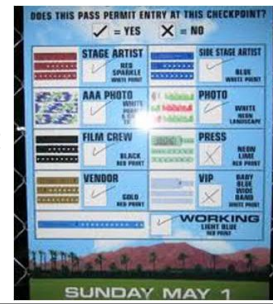 DOES THIS PASS PERMIT ENTRY AT THIS CHECKPOINT?
= YES = NO
STAGE ARTIST
RED
SPARKLE
WHITE PRINT
SIDE STAGE ARTIST
BLUE
WHITE PRINT
AAA PHOTO
WHITE
PHOTO
WHITE
NEON
LANDSCAPE
FILM CREW
BLACK
RED PRINT
PRESS
NEON
LIME
RED PRINT
VENDOR
GOLD
RED PRINT
VIP
BABY
BLUE
WIDE
BAND
WHITE PRINT
WORKING
LIGHT BLUE
RED PRINT
SUNDAY MAY 1